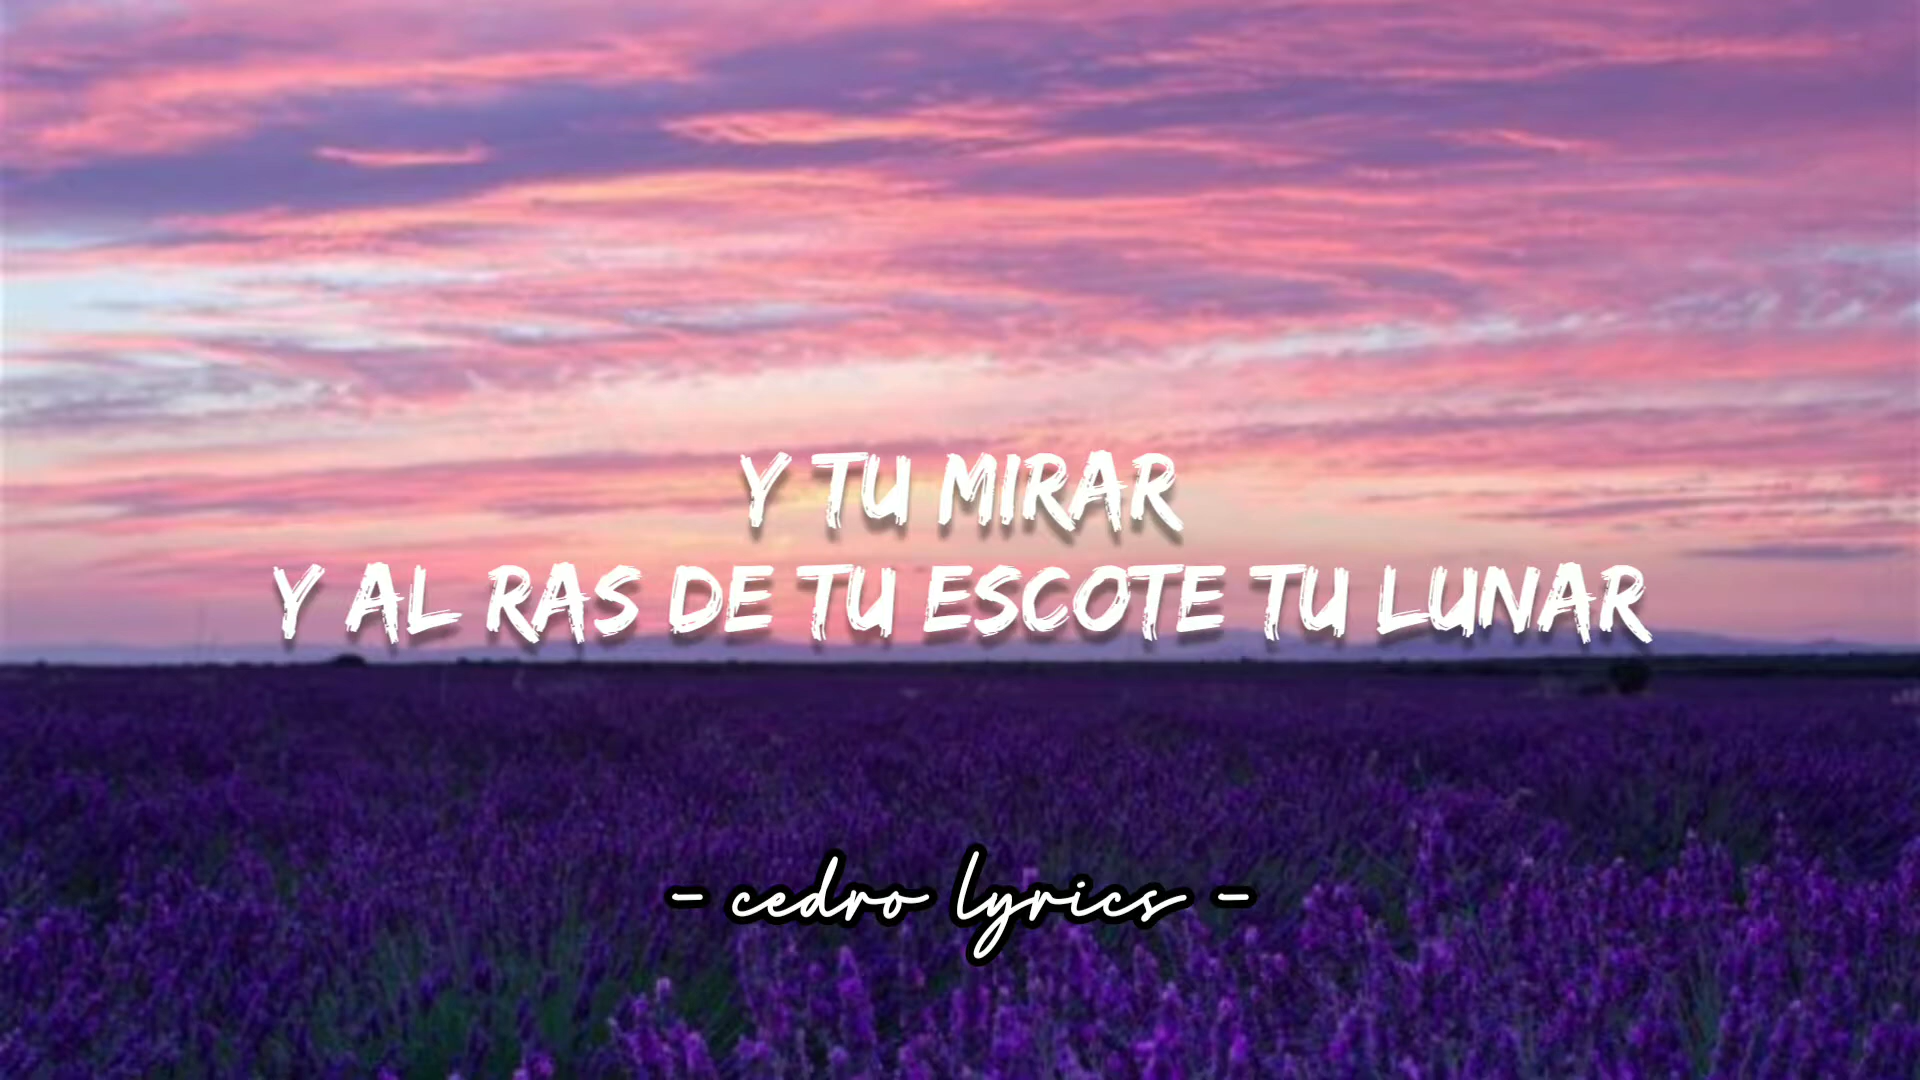 Y TU MIRAR
Y AL RAS DE TU ESCOTE TU LUNAR
- cedro lyrics -